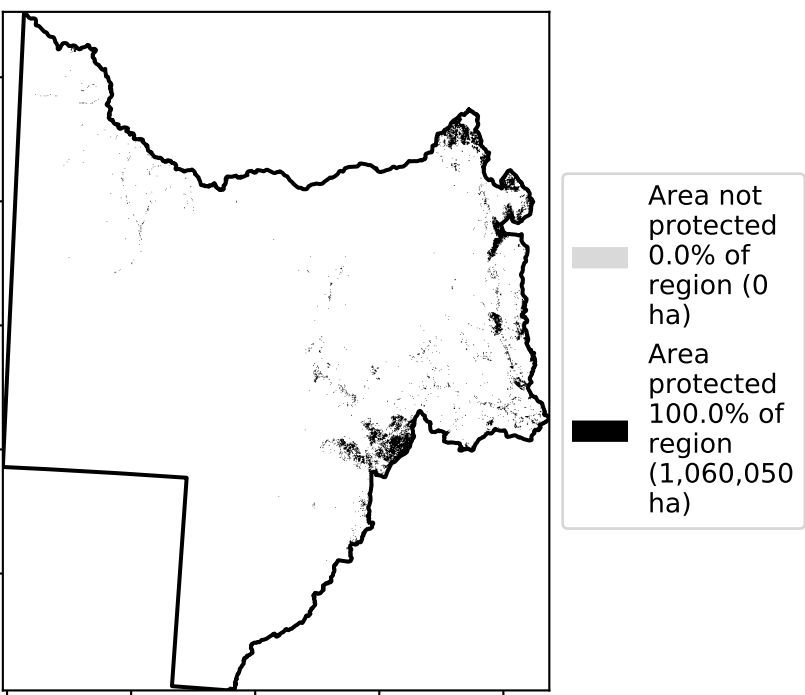 Area not
protected
0.0% of
region (0
ha)
Area
protected
100.0% of
region
(1,060,050
ha)